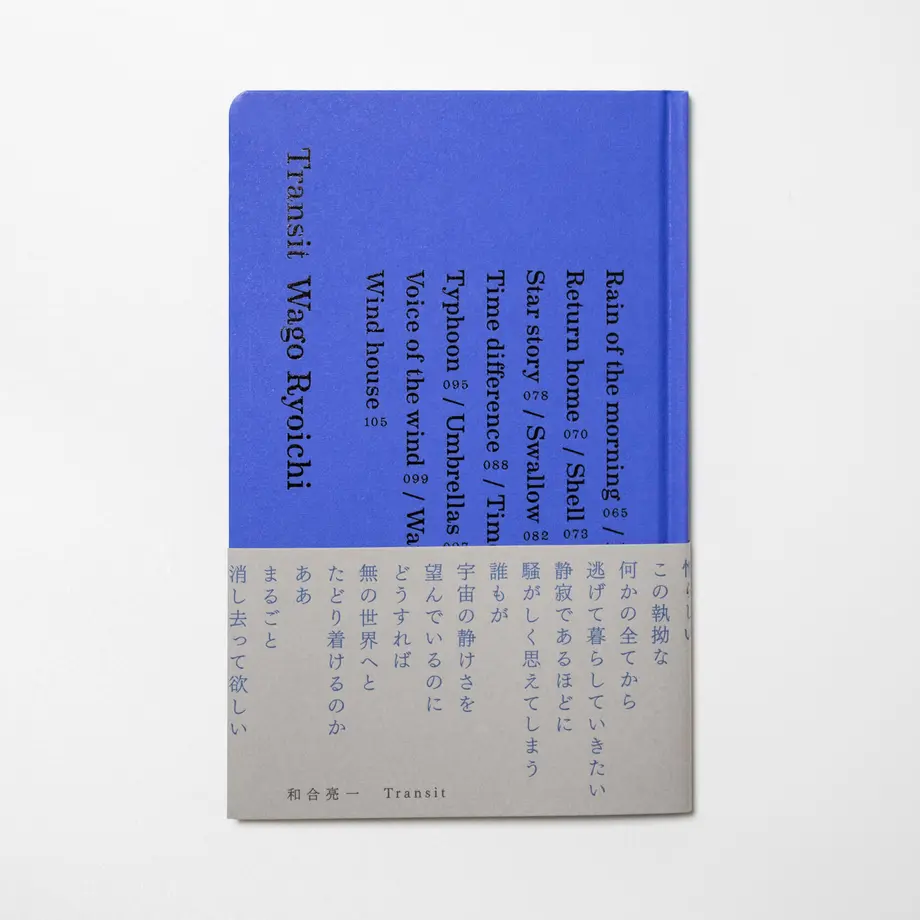 Rain of the morning 065 /
Return home 070 / Shell 073
Star story 078 / Swallow 082
Time difference 088 / Tim
Typhoon 095 / Umbrellas
Voice of the wind 099 / Wa
Wind house 105
Transit Wago Ryoichi
この執拗な
何かの全てから
逃げて暮らしていきたい
静寂であるほどに
騒がしく思えてしまう
誰もが
宇宙の静けさを
望んでいるのに
どうすれば
無の世界へと
たどり着けるのか
ああ
まるごと
消し去って欲しい
和合亮一 Transit